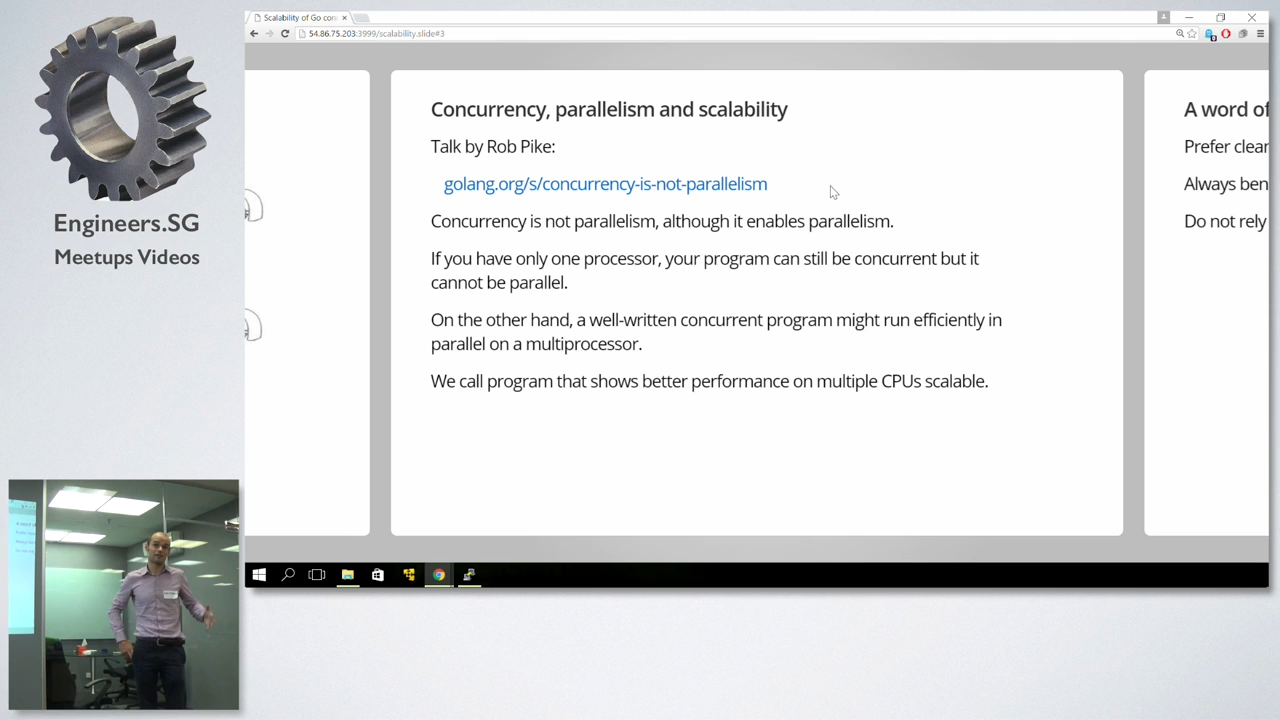 Scalability of Go con
54.86.75.203:3999/scalability.slide#3
Engineers.SG
Meetups Videos
Concurrency, parallelism and scalability
Talk by Rob Pike:
golang.org/s/concurrency-is-not-parallelism
Concurrency is not parallelism, although it enables parallelism.
If you have only one processor, your program can still be concurrent but it
cannot be parallel.
On the other hand, a well-written concurrent program might run efficiently in
parallel on a multiprocessor.
We call program that shows better performance on multiple CPUs scalable.
A word of
Prefer clear
Always ben
Do not rely